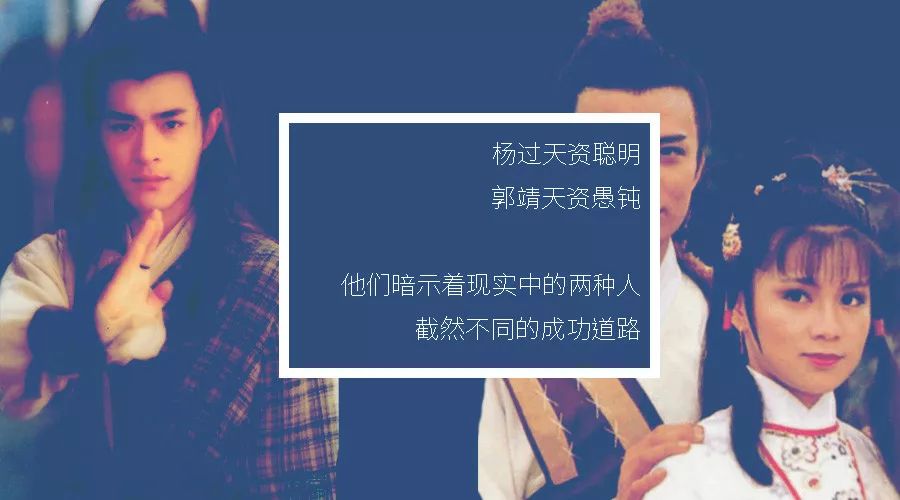 杨过天资聪明
郭靖天资愚钝
他们暗示着现实中的两种人
截然不同的成功道路